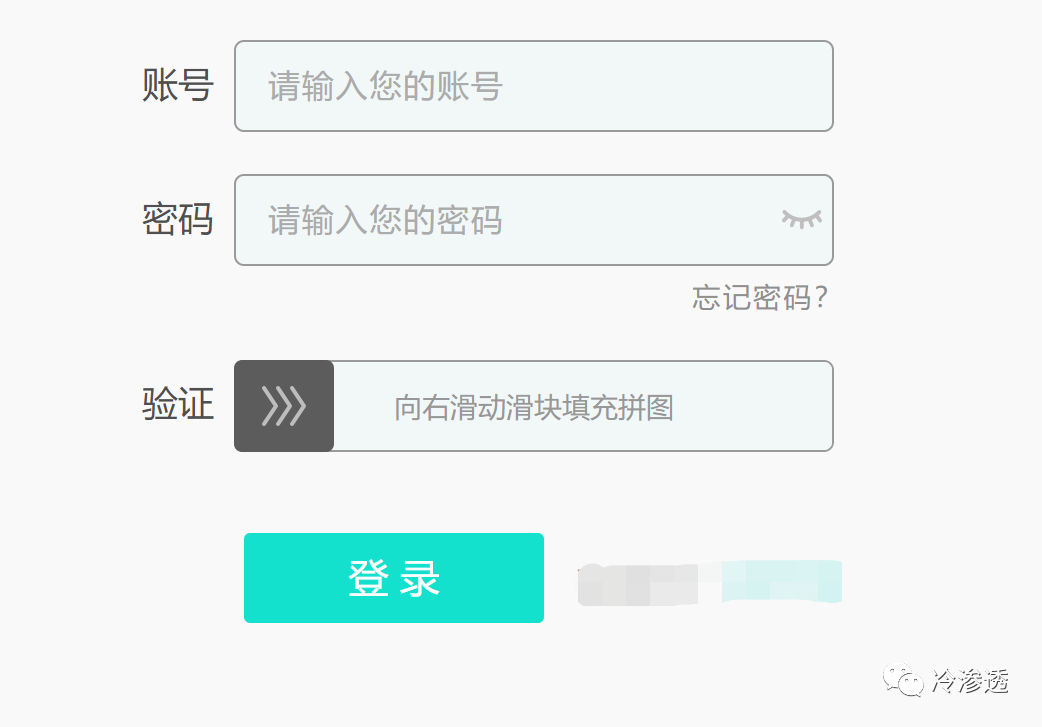 账号 请输入您的账号
密码 请输入您的密码
忘记密码？
验证 向右滑动滑块填充拼图
登录
冷渗透